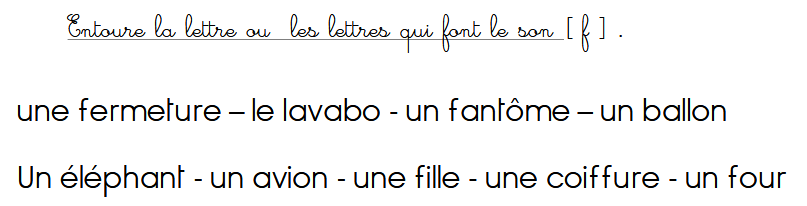 Entoure la lettre ou les lettres qui font le son [ f ] .
une fermeture – le lavabo - un fantôme – un ballon
Un éléphant - un avion - une fille - une coiffure - un four